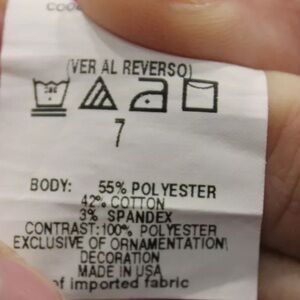 (VER AL REVERSO)
7
BODY: 55% POLYESTER
42% COTTON
3% SPANDEX
CONTRAST:100% POLYESTER
EXCLUSIVE OF ORNAMENTATION\
DECORATION
MADE IN USA
of imported fabric